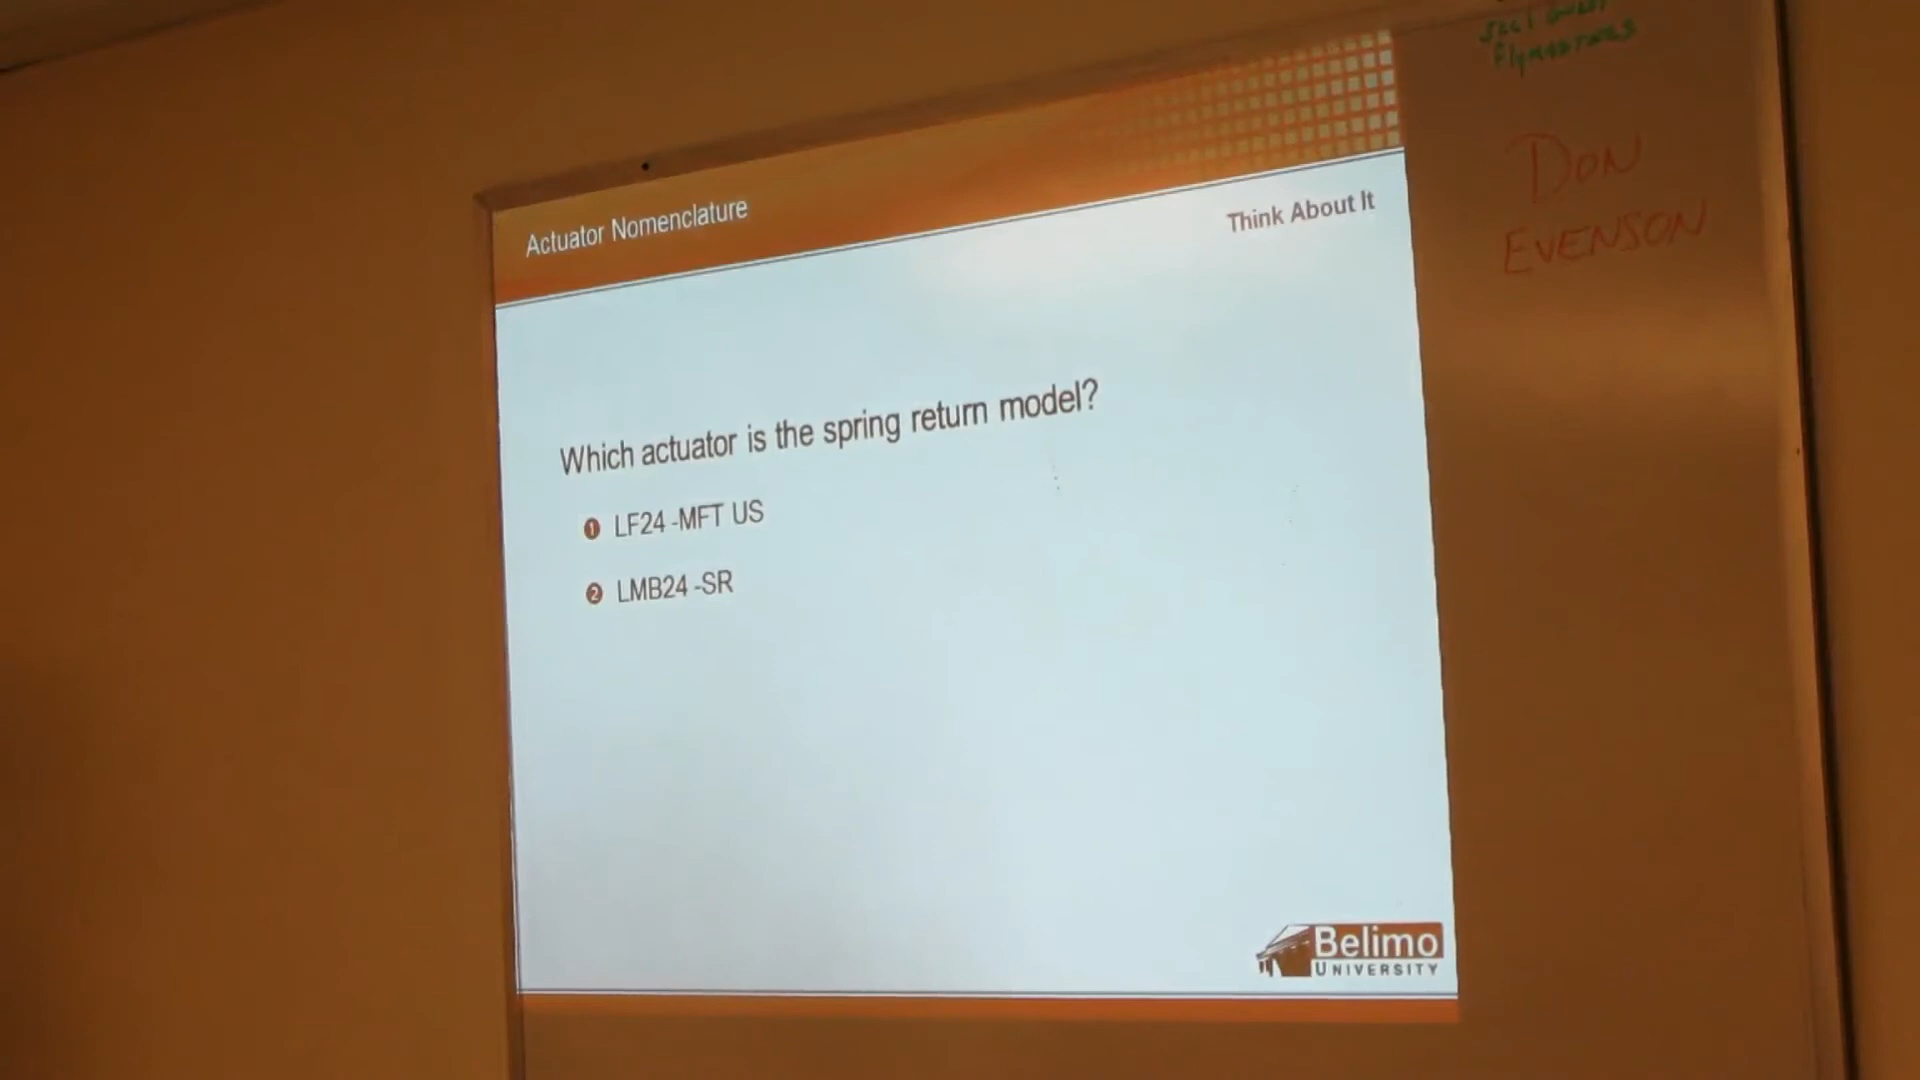 Actuator Nomenclature
Think About It
Which actuator is the spring return model?
1 LF24 -MFT US
2 LMB24 -SR
Belimo
UNIVERSITY
DON
EVENSON